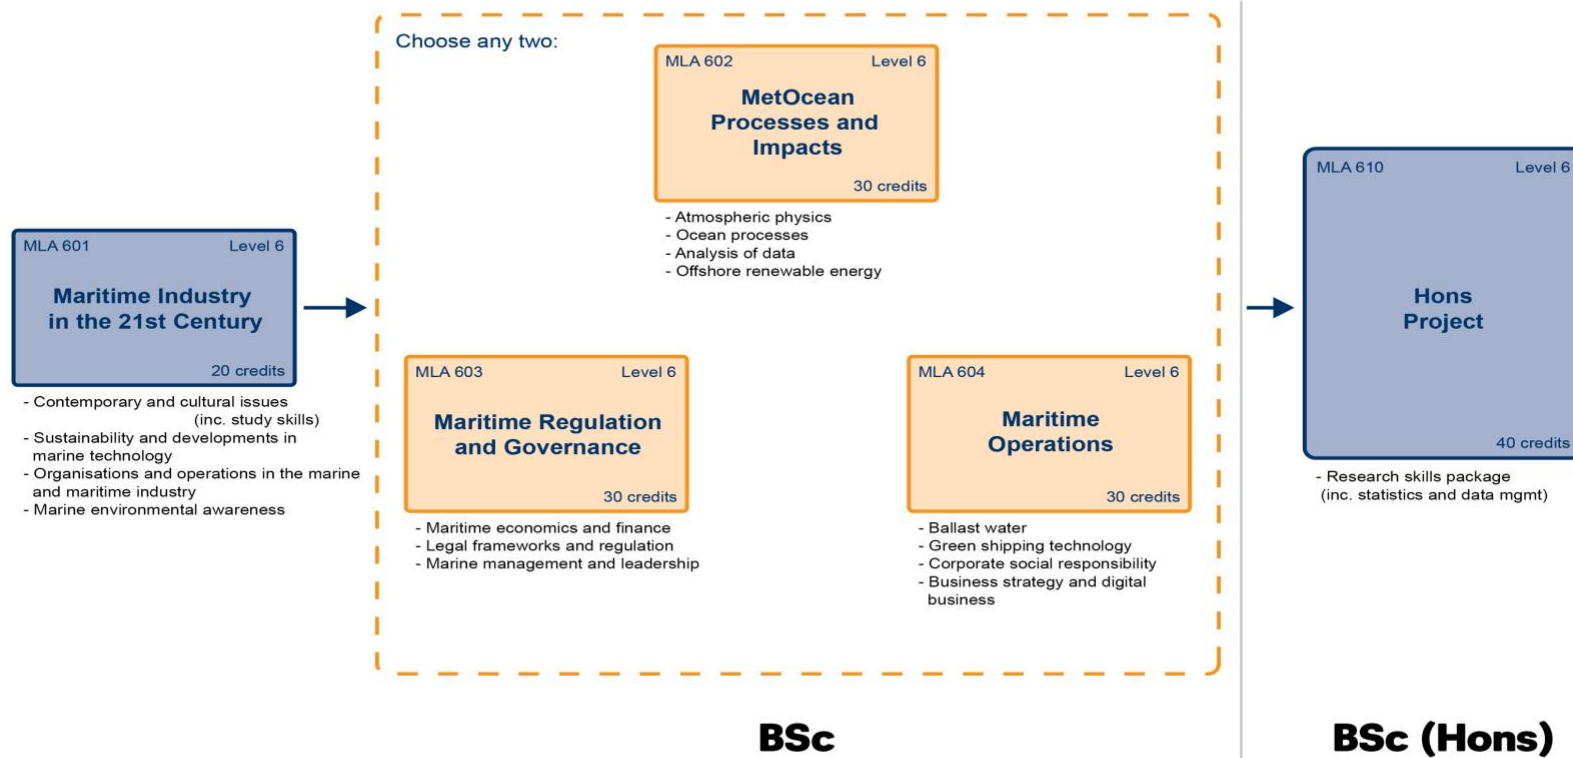 MLA 601 Level 6
Maritime Industry
in the 21st Century
20 credits
- Contemporary and cultural issues
(inc. study skills)
- Sustainability and developments in
marine technology
- Organisations and operations in the marine
and maritime industry
- Marine environmental awareness
Choose any two:
MLA 602 Level 6
MetOcean
Processes and
Impacts
30 credits
- Atmospheric physics
- Ocean processes
- Analysis of data
- Offshore renewable energy
MLA 603 Level 6
Maritime Regulation
and Governance
30 credits
- Maritime economics and finance
- Legal frameworks and regulation
- Marine management and leadership
MLA 604 Level 6
Maritime
Operations
30 credits
- Ballast water
- Green shipping technology
- Corporate social responsibility
- Business strategy and digital
business
BSc
MLA 610 Level 6
Hons
Project
40 credits
- Research skills package
(inc. statistics and data mgmt)
BSc (Hons)